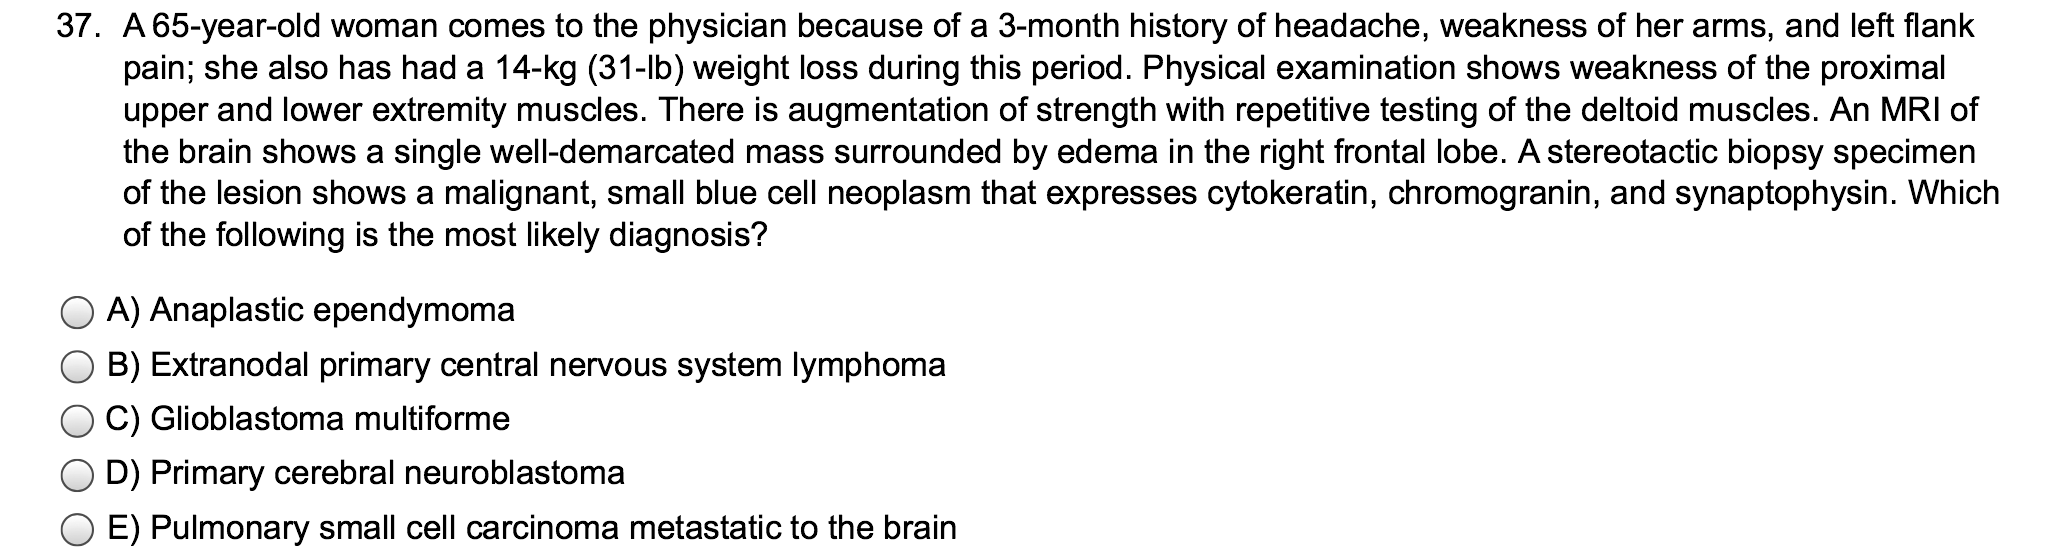 37. A 65-year-old woman comes to the physician because of a 3-month history of headache, weakness of her arms, and left flank
pain; she also has had a 14-kg (31-lb) weight loss during this period. Physical examination shows weakness of the proximal
upper and lower extremity muscles. There is augmentation of strength with repetitive testing of the deltoid muscles. An MRI of
the brain shows a single well-demarcated mass surrounded by edema in the right frontal lobe. A stereotactic biopsy specimen
of the lesion shows a malignant, small blue cell neoplasm that expresses cytokeratin, chromogranin, and synaptophysin. Which
of the following is the most likely diagnosis?
A) Anaplastic ependymoma
B) Extranodal primary central nervous system lymphoma
C) Glioblastoma multiforme
D) Primary cerebral neuroblastoma
E) Pulmonary small cell carcinoma metastatic to the brain